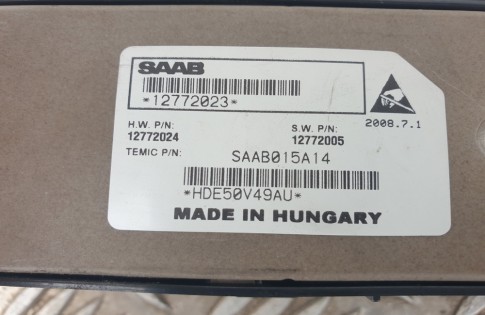 SAAB
*12772023*
2008.7.1
H.W. P/N:
12772024
S.W. P/N:
12772005
TEMIC P/N:
SAAB015A14
*HDE50V49AU*
MADE IN HUNGARY